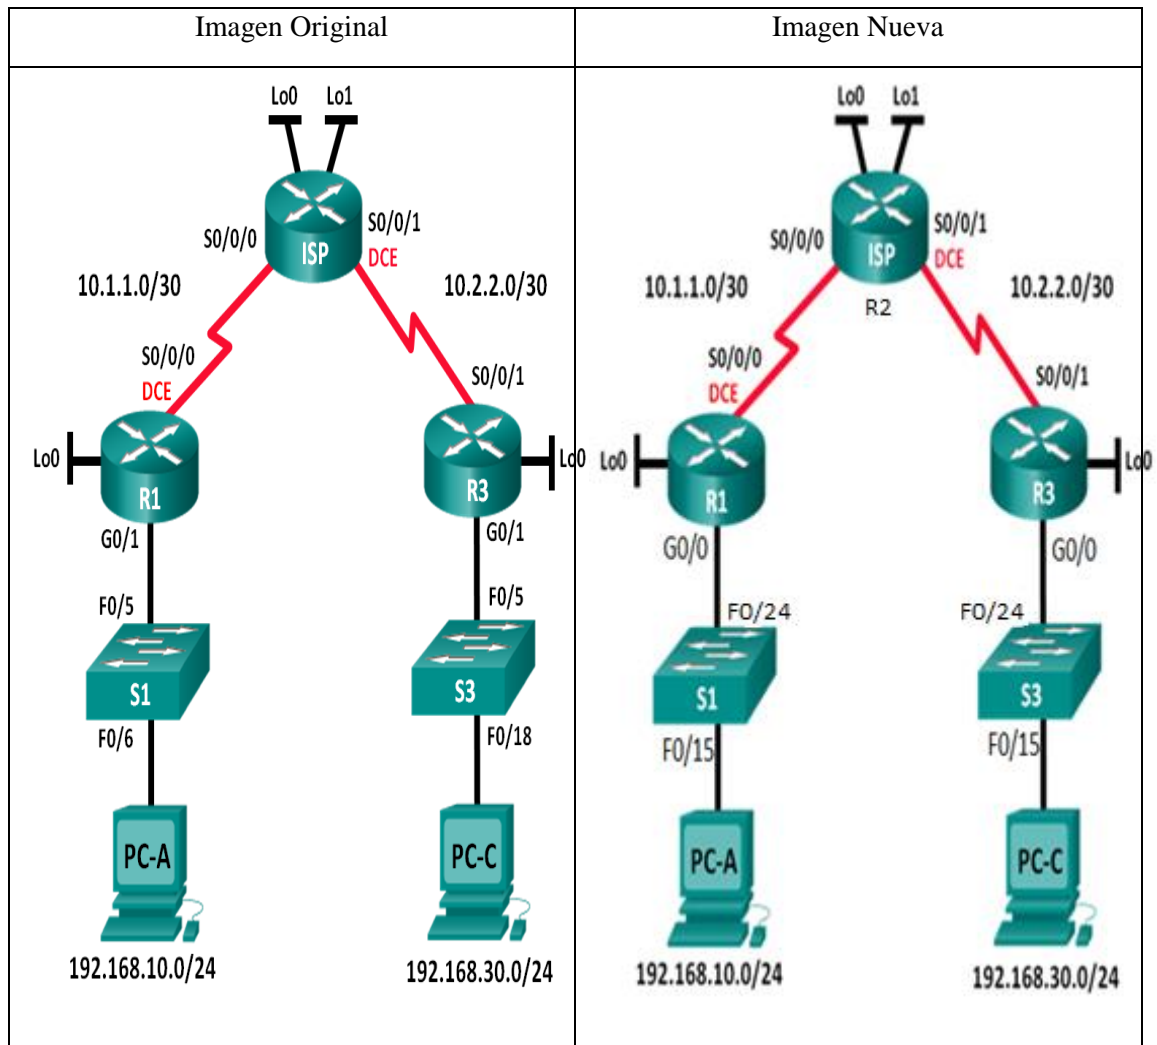 Imagen Original
Lo0 Lo1
ISP
S0/0/0
S0/0/1
DCE
10.1.1.0/30
10.2.2.0/30
S0/0/0
DCE
S0/0/1
Lo0
R1
R3
Lo0
G0/1
G0/1
F0/5
F0/5
S1
S3
F0/6
F0/18
PC-A
PC-C
192.168.10.0/24
192.168.30.0/24
Imagen Nueva
Lo0 Lo1
ISP
S0/0/0
S0/0/1
DCE
R2
10.1.1.0/30
10.2.2.0/30
S0/0/0
DCE
S0/0/1
Lo0
R1
R3
Lo0
G0/0
G0/0
F0/24
F0/24
S1
S3
F0/15
F0/15
PC-A
PC-C
192.168.10.0/24
192.168.30.0/24